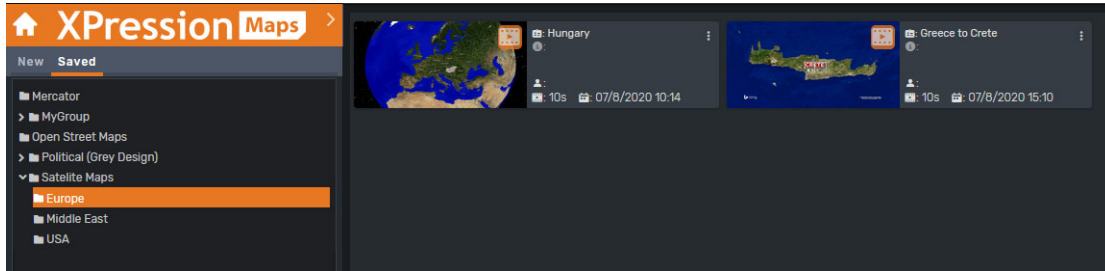 XPression Maps
New Saved
Mercator
MyGroup
Open Street Maps
Political (Grey Design)
Satelite Maps
Europe
Middle East
USA
: Hungary
:
:
: 10s : 07/8/2020 10:14
: Greece to Crete
:
:
: 10s : 07/8/2020 15:10